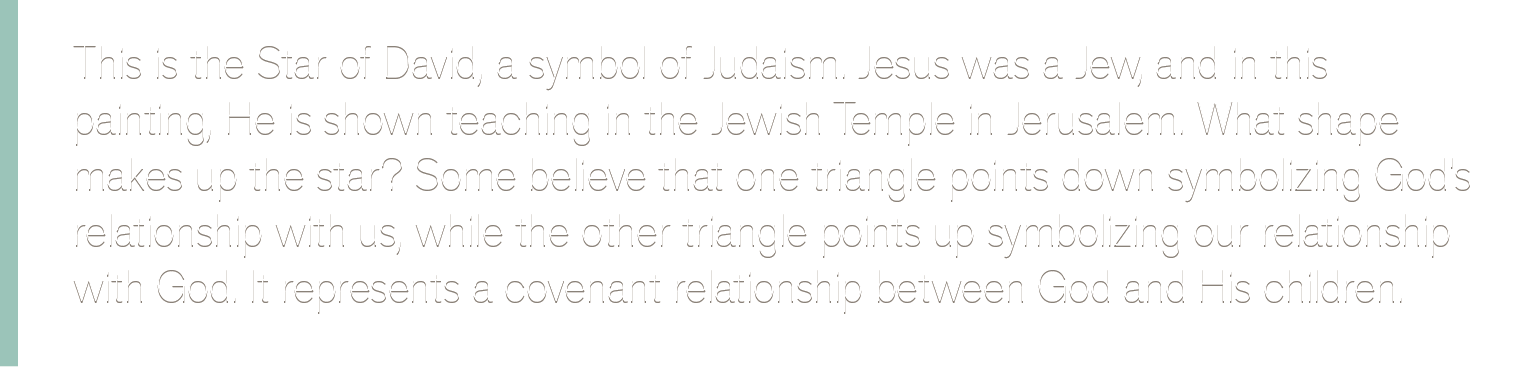 This is the Star of David, a symbol of Judaism. Jesus was a Jew, and in this
painting, He is shown teaching in the Jewish Temple in Jerusalem. What shape
makes up the star? Some believe that one triangle points down symbolizing God's
relationship with us, while the other triangle points up symbolizing our relationship
with God. It represents a covenant relationship between God and His children.